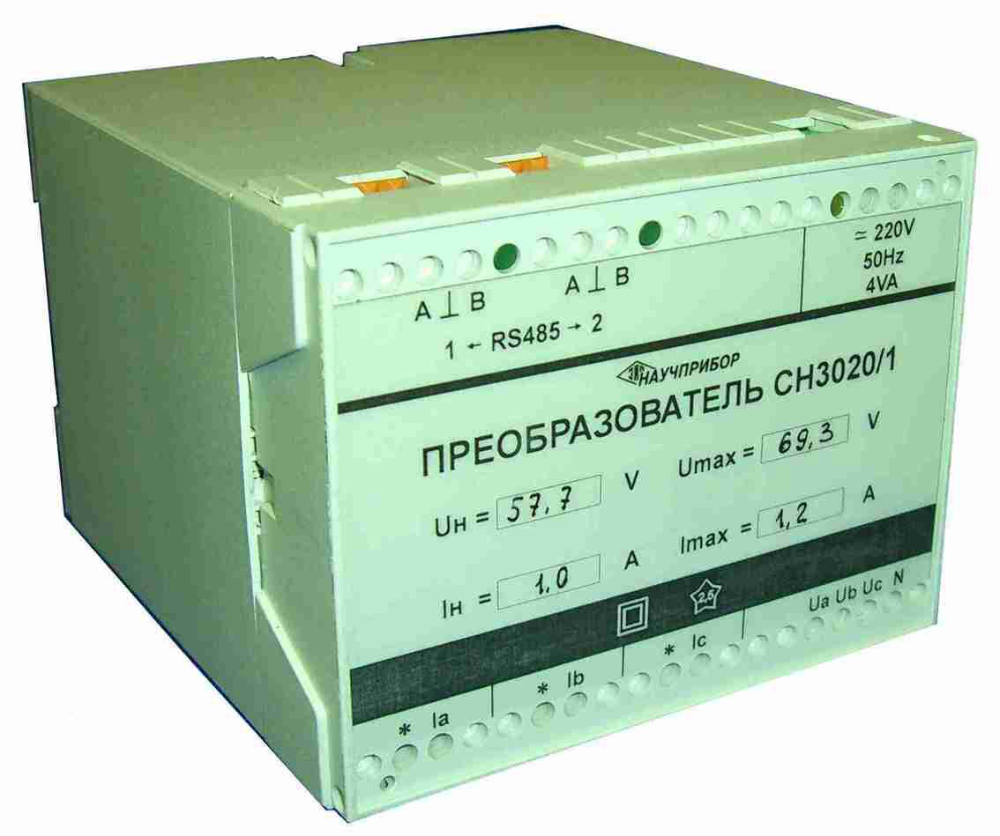 ≃ 220V
50Hz
4VA
A ⊥ B
A ⊥ B
1 ← RS485 → 2
ЭИС НАУЧПРИБОР
ПРЕОБРАЗОВАТЕЛЬ СН3020/1
Uн = 57,7 V
Umax = 69,3 V
Iн = 1,0 A
Imax = 1,2 A
2,5
* Ia
* Ib
* Ic
Ua Ub Uc N